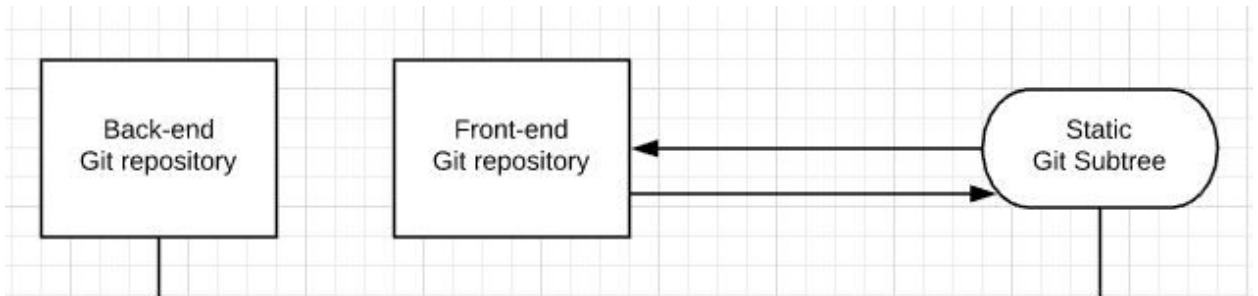 Back-end
Git repository
Front-end
Git repository
Static
Git Subtree